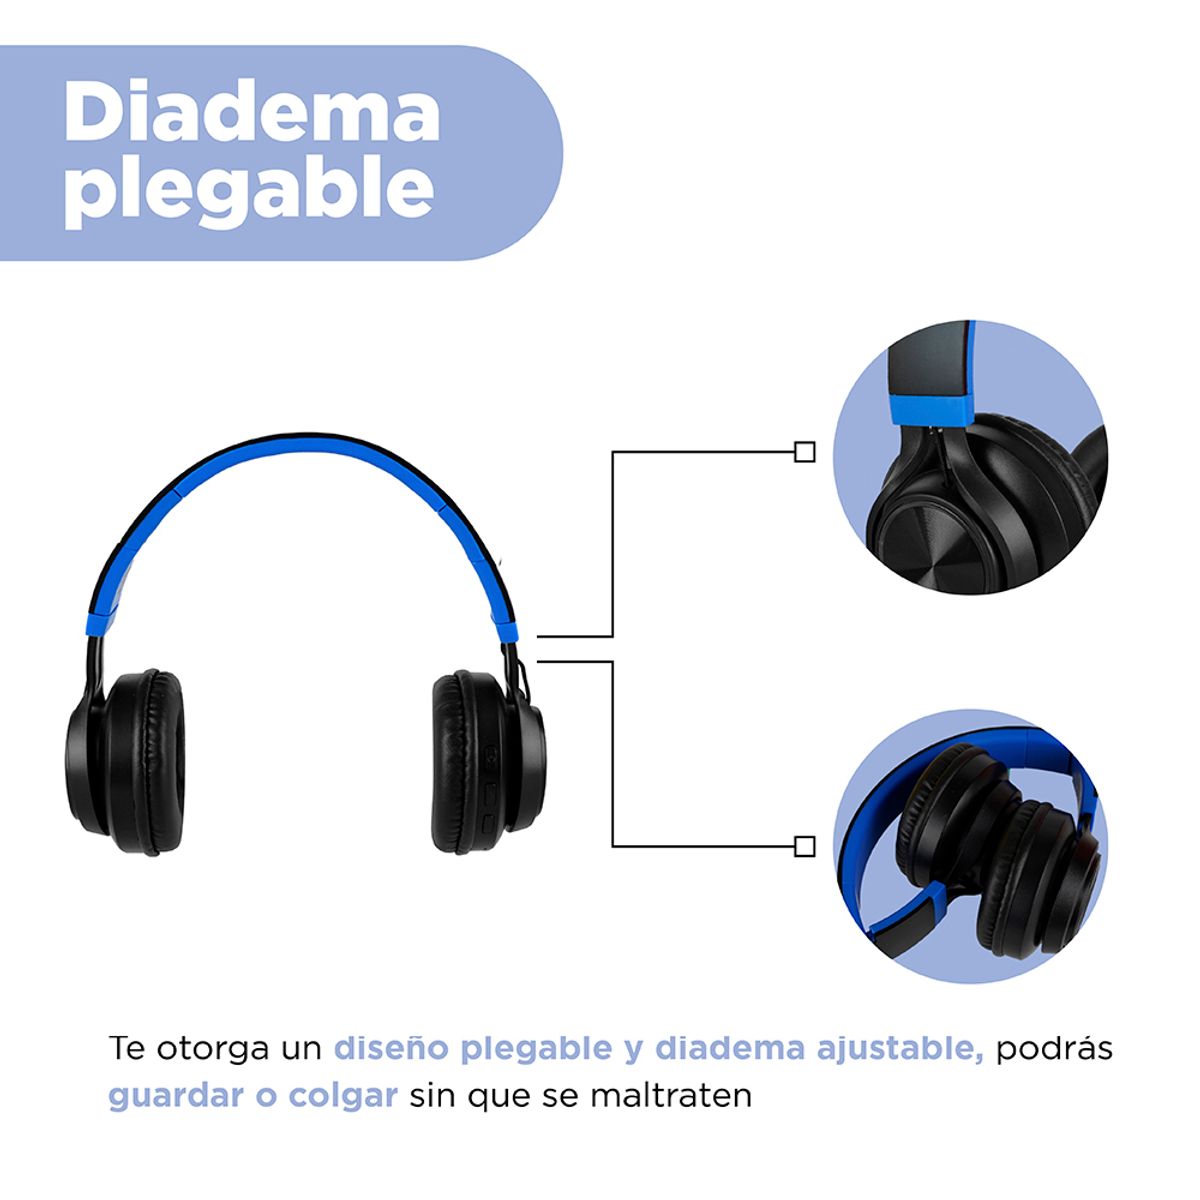 Diadema
plegable
Te otorga un diseño plegable y diadema ajustable, podrás
guardar o colgar sin que se maltraten